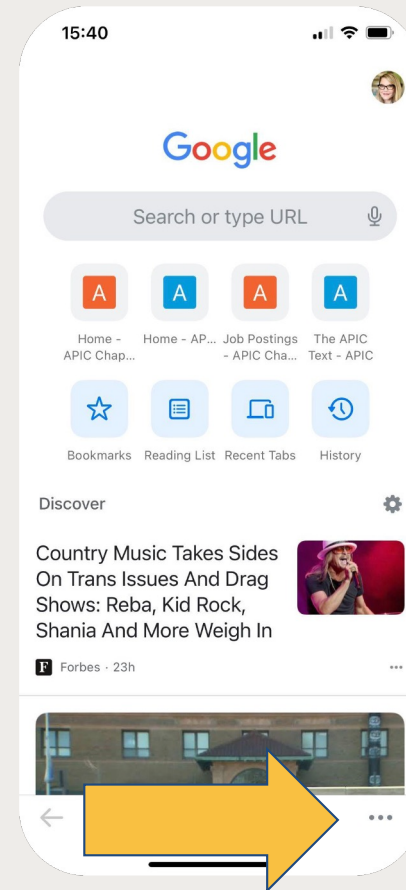 15:40
Google
Search or type URL
A
A
A
A
Home -
APIC Chap...
Home - AP...
Job Postings
- APIC Cha...
The APIC
Text - APIC
Bookmarks
Reading List
Recent Tabs
History
Discover
Country Music Takes Sides
On Trans Issues And Drag
Shows: Reba, Kid Rock,
Shania And More Weigh In
F Forbes · 23h